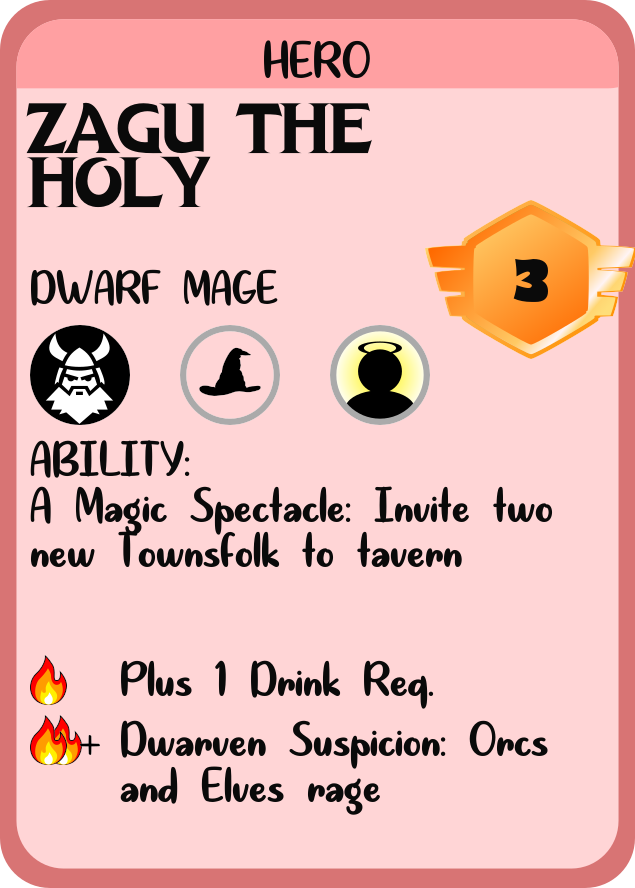 HERO
ZAGU THE
HOLY
3
DWARF MAGE
ABILITY:
A Magic Spectacle: Invite two
new Townsfolk to tavern
Plus 1 Drink Req.
+ Dwarven Suspicion: Orcs
and Elves rage